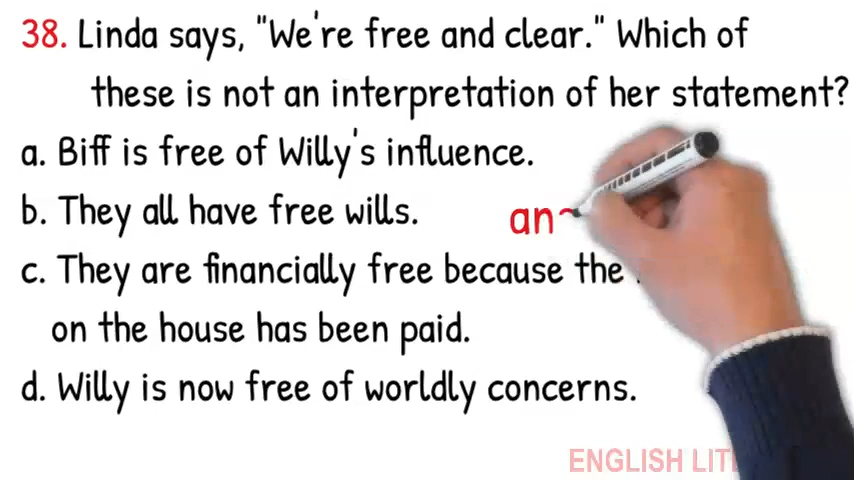 38. Linda says, "We're free and clear." Which of
these is not an interpretation of her statement?
a. Biff is free of Willy's influence.
b. They all have free wills.
an
c. They are financially free because the
on the house has been paid.
d. Willy is now free of worldly concerns.
ENGLISH